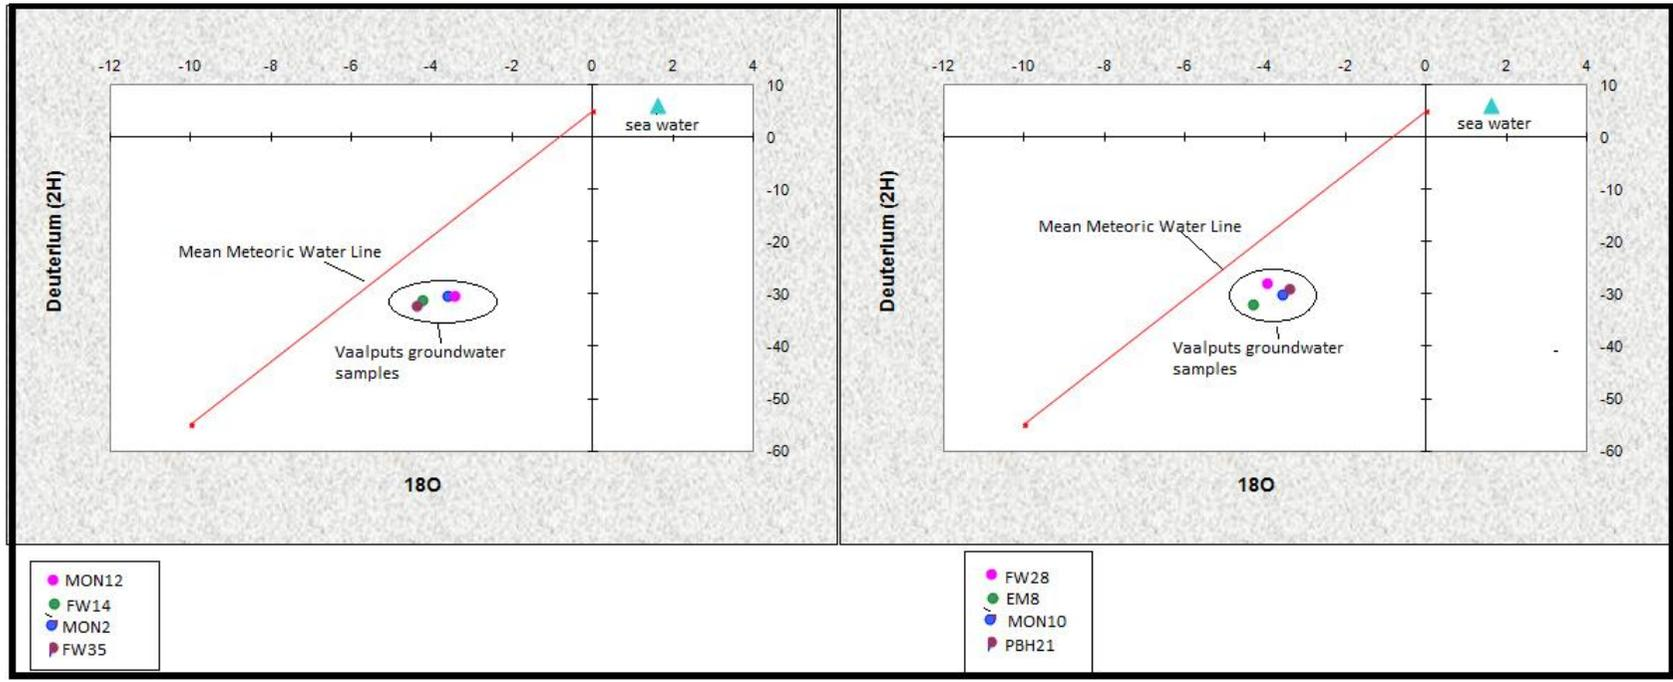 -12 -10 -8 -6 -4 -2 0 2 4
10
sea water
0
Deuterium (2H)
-10
-20
Mean Meteoric Water Line
-30
Vaalputs groundwater
samples
-40
-50
-60
18O
MON12
FW14
MON2
FW35
-12 -10 -8 -6 -4 -2 0 2 4
10
sea water
0
Deuterium (2H)
-10
Mean Meteoric Water Line
-20
-30
Vaalputs groundwater
samples
-40
-50
-60
18O
FW28
EM8
MON10
PBH21